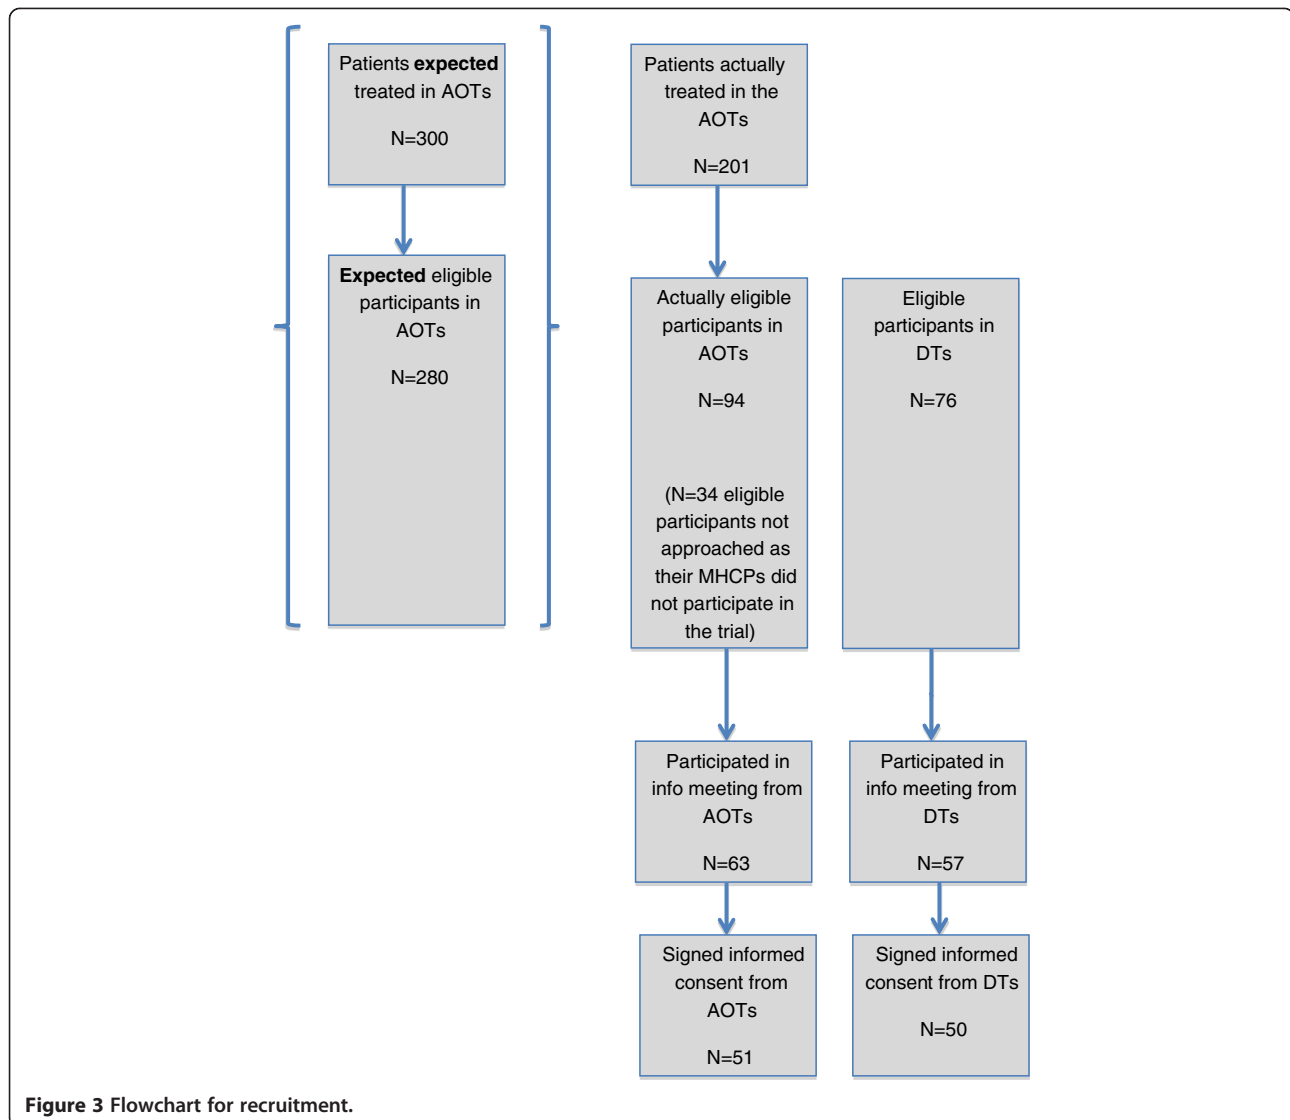 Patients expected
treated in AOTs
N=300
Expected eligible
participants in
AOTs
N=280
Patients actually
treated in the
AOTs
N=201
Actually eligible
participants in
AOTs
N=94
(N=34 eligible
participants not
approached as
their MHCPs did
not participate in
the trial)
Eligible
participants in
DTs
N=76
Participated in
info meeting from
AOTs
N=63
Participated in
info meeting from
DTs
N=57
Signed informed
consent from
AOTs
N=51
Signed informed
consent from DTs
N=50
Figure 3 Flowchart for recruitment.